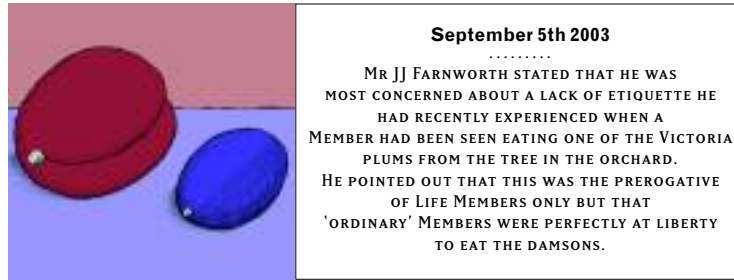 September 5th 2003
.........
Mr JJ Farnworth stated that he was
most concerned about a lack of etiquette he
had recently experienced when a
Member had been seen eating one of the Victoria
plums from the tree in the orchard.
He pointed out that this was the prerogative
of Life Members only but that
‘ordinary’ Members were perfectly at liberty
to eat the damsons.